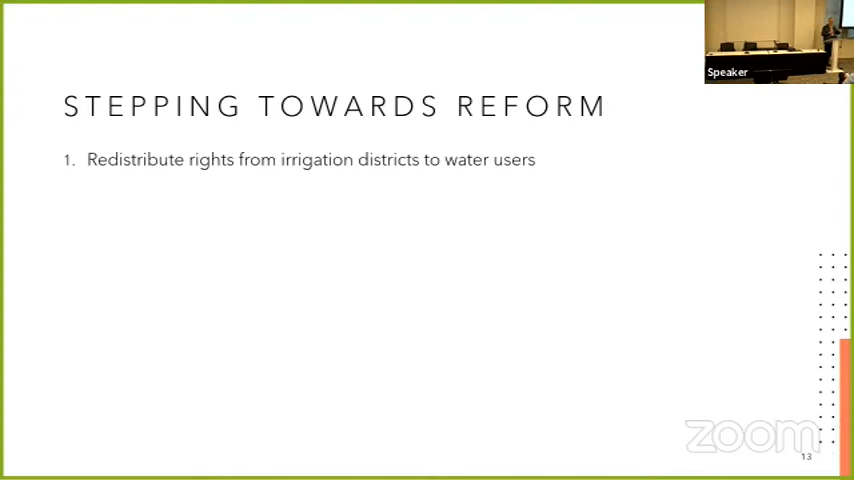 Speaker
STEPPING TOWARDS REFORM
1. Redistribute rights from irrigation districts to water users
zoom
13